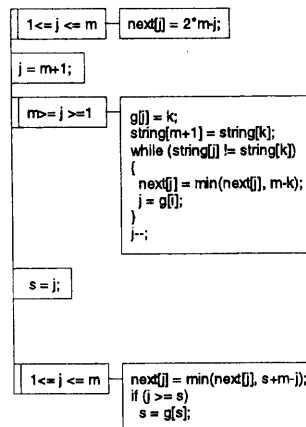 1<=j <= m
next[j] = 2*m-j;
j = m+1;
m>= j >=1
g[j] = k;
string[m+1] = string[k];
while (string[j] != string[k])
{
next[j] = min(next[j], m-k);
j = g[i];
}
j--;
s = j;
1<= j <= m
next[j] = min(next[j], s+m-j);
if (j >= s)
s = g[s];